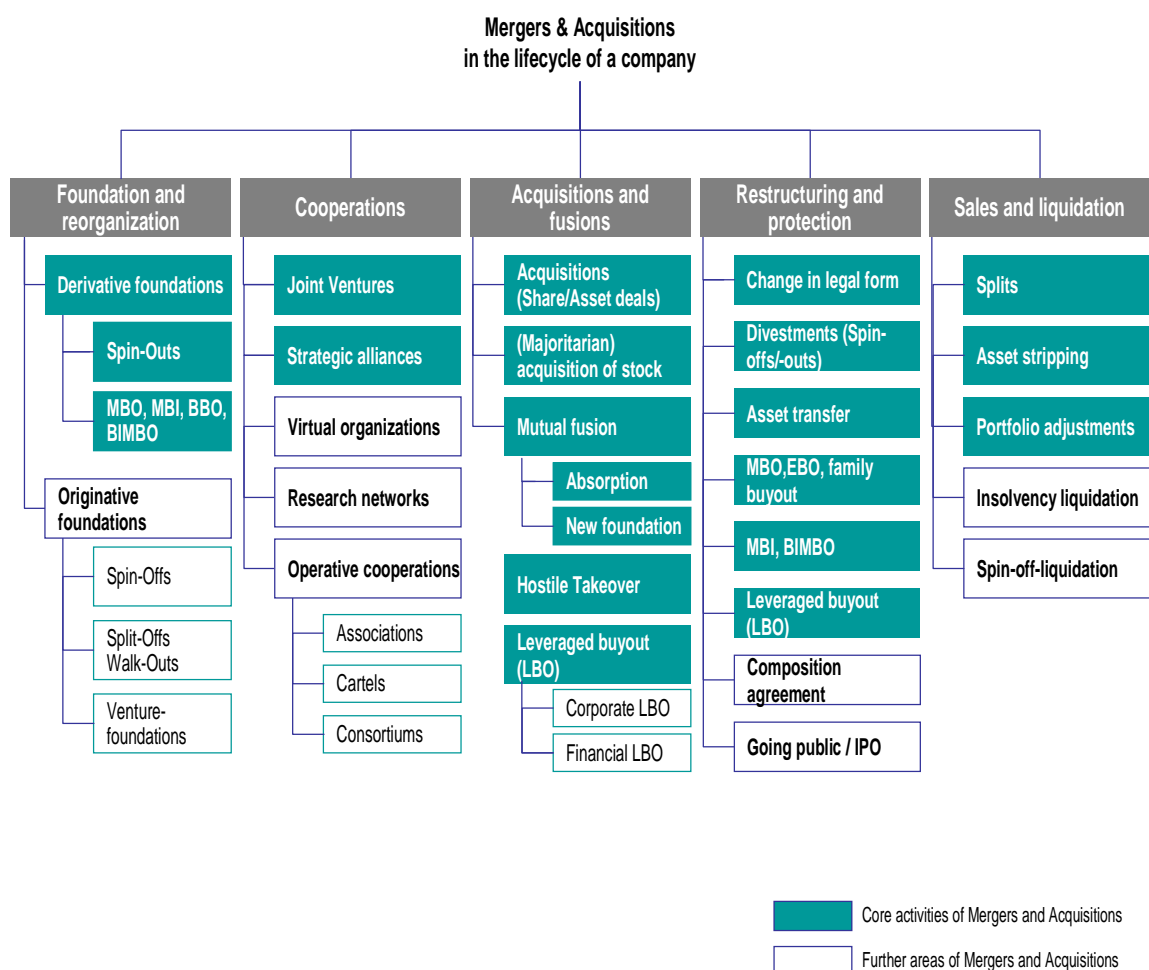 Mergers & Acquisitions
in the lifecycle of a company
Foundation and
reorganization
Derivative foundations
Spin-Outs
MBO, MBI, BBO,
BIMBO
Originative
foundations
Spin-Offs
Split-Offs
Walk-Outs
Venture-
foundations
Cooperations
Joint Ventures
Strategic alliances
Virtual organizations
Research networks
Operative cooperations
Associations
Cartels
Consortiums
Acquisitions and
fusions
Acquisitions
(Share/Asset deals)
(Majoritarian)
acquisition of stock
Mutual fusion
Absorption
New foundation
Hostile Takeover
Leveraged buyout
(LBO)
Corporate LBO
Financial LBO
Restructuring and
protection
Change in legal form
Divestments (Spin-
offs/-outs)
Asset transfer
MBO,EBO, family
buyout
MBI, BIMBO
Leveraged buyout
(LBO)
Composition
agreement
Going public / IPO
Sales and liquidation
Splits
Asset stripping
Portfolio adjustments
Insolvency liquidation
Spin-off-liquidation
Core activities of Mergers and Acquisitions
Further areas of Mergers and Acquisitions